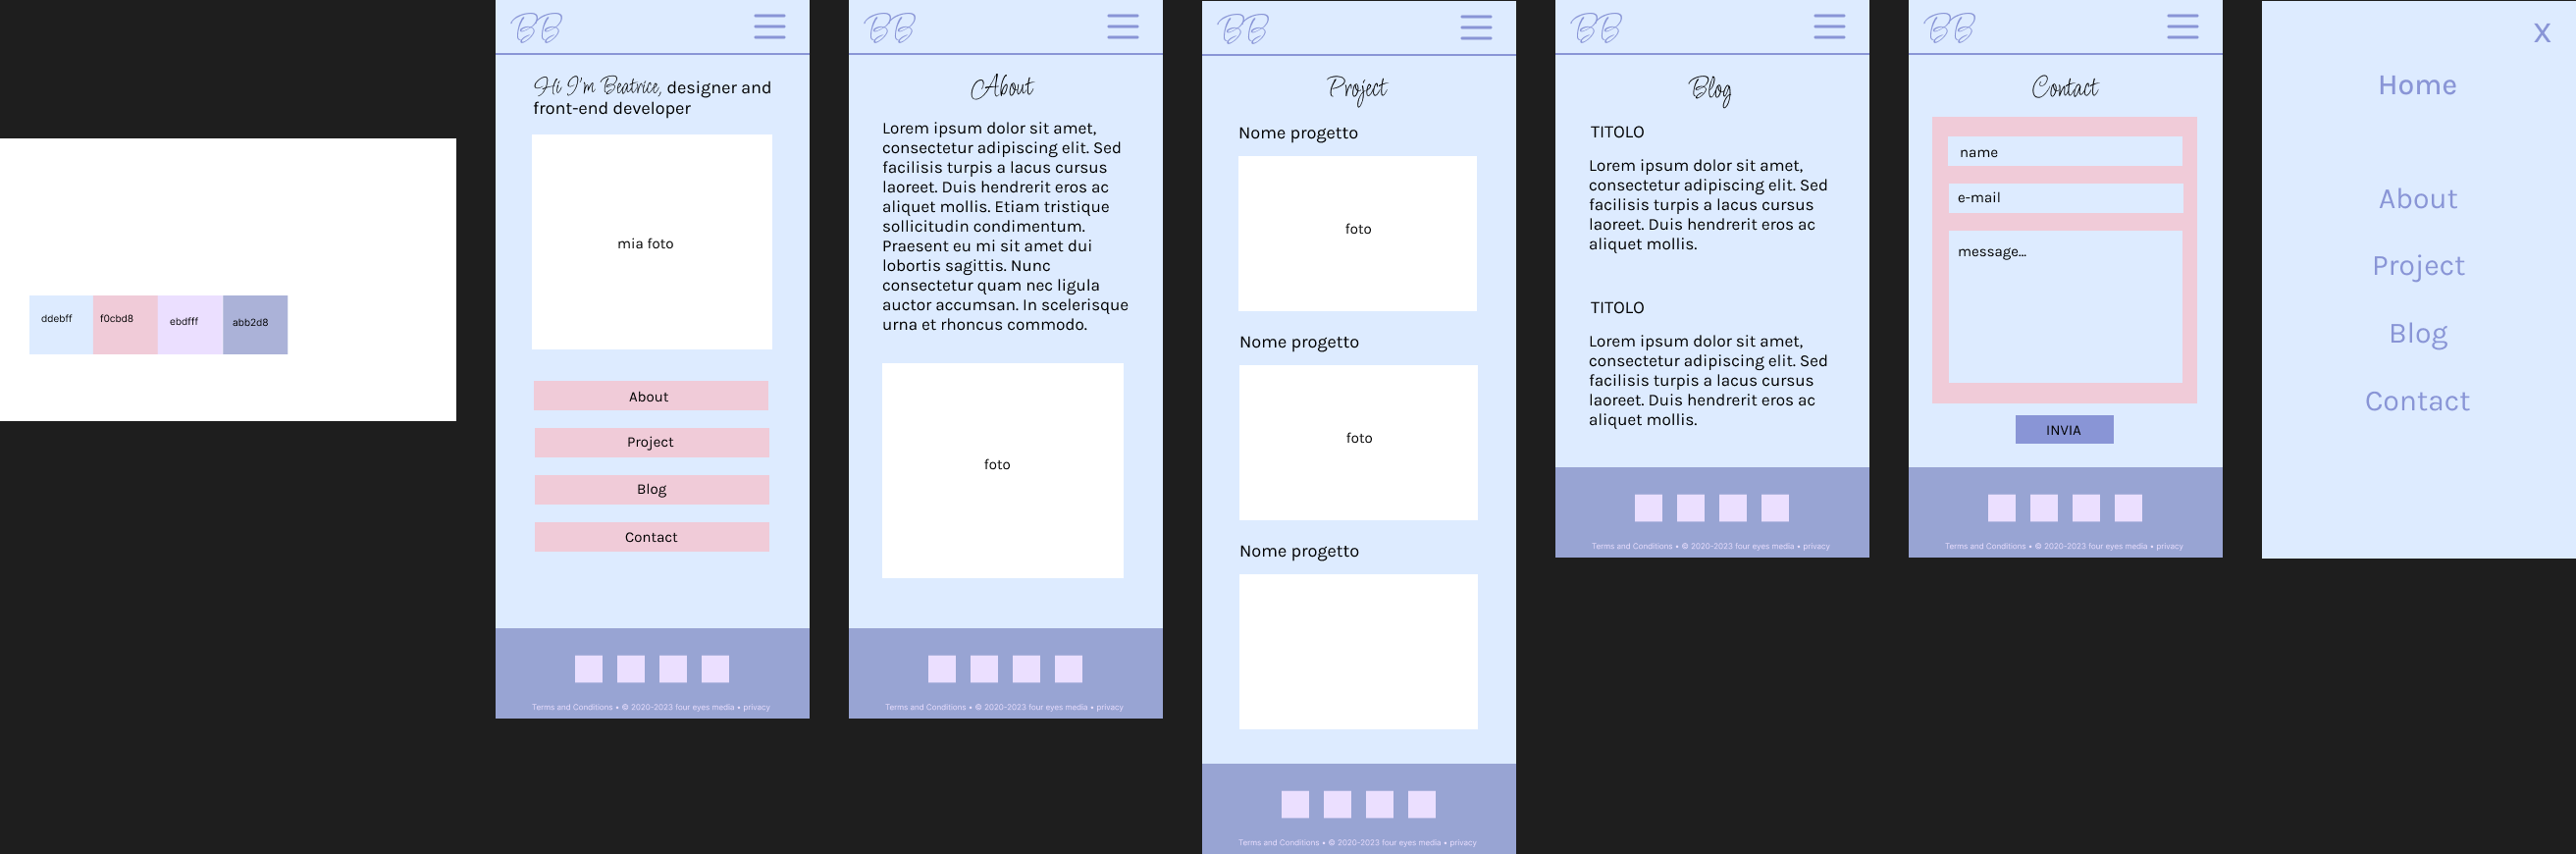 ddebff
f0cbd8
ebdfff
abb2d8
BB
Hi I'm Beatrice, designer and
front-end developer
mia foto
About
Project
Blog
Contact
Terms and Conditions • © 2020-2023 four eyes media • privacy
BB
About
Lorem ipsum dolor sit amet,
consectetur adipiscing elit. Sed
facilisis turpis a lacus cursus
laoreet. Duis hendrerit eros ac
aliquet mollis. Etiam tristique
sollicitudin condimentum.
Praesent eu mi sit amet dui
lobortis sagittis. Nunc
consectetur quam nec ligula
auctor accumsan. In scelerisque
urna et rhoncus commodo.
foto
Terms and Conditions • © 2020-2023 four eyes media • privacy
BB
Project
Nome progetto
foto
Nome progetto
foto
Nome progetto
Terms and Conditions • © 2020-2023 four eyes media • privacy
BB
Blog
TITOLO
Lorem ipsum dolor sit amet,
consectetur adipiscing elit. Sed
facilisis turpis a lacus cursus
laoreet. Duis hendrerit eros ac
aliquet mollis.
TITOLO
Lorem ipsum dolor sit amet,
consectetur adipiscing elit. Sed
facilisis turpis a lacus cursus
laoreet. Duis hendrerit eros ac
aliquet mollis.
Terms and Conditions • © 2020-2023 four eyes media • privacy
BB
Contact
name
e-mail
message...
INVIA
Terms and Conditions • © 2020-2023 four eyes media • privacy
X
Home
About
Project
Blog
Contact